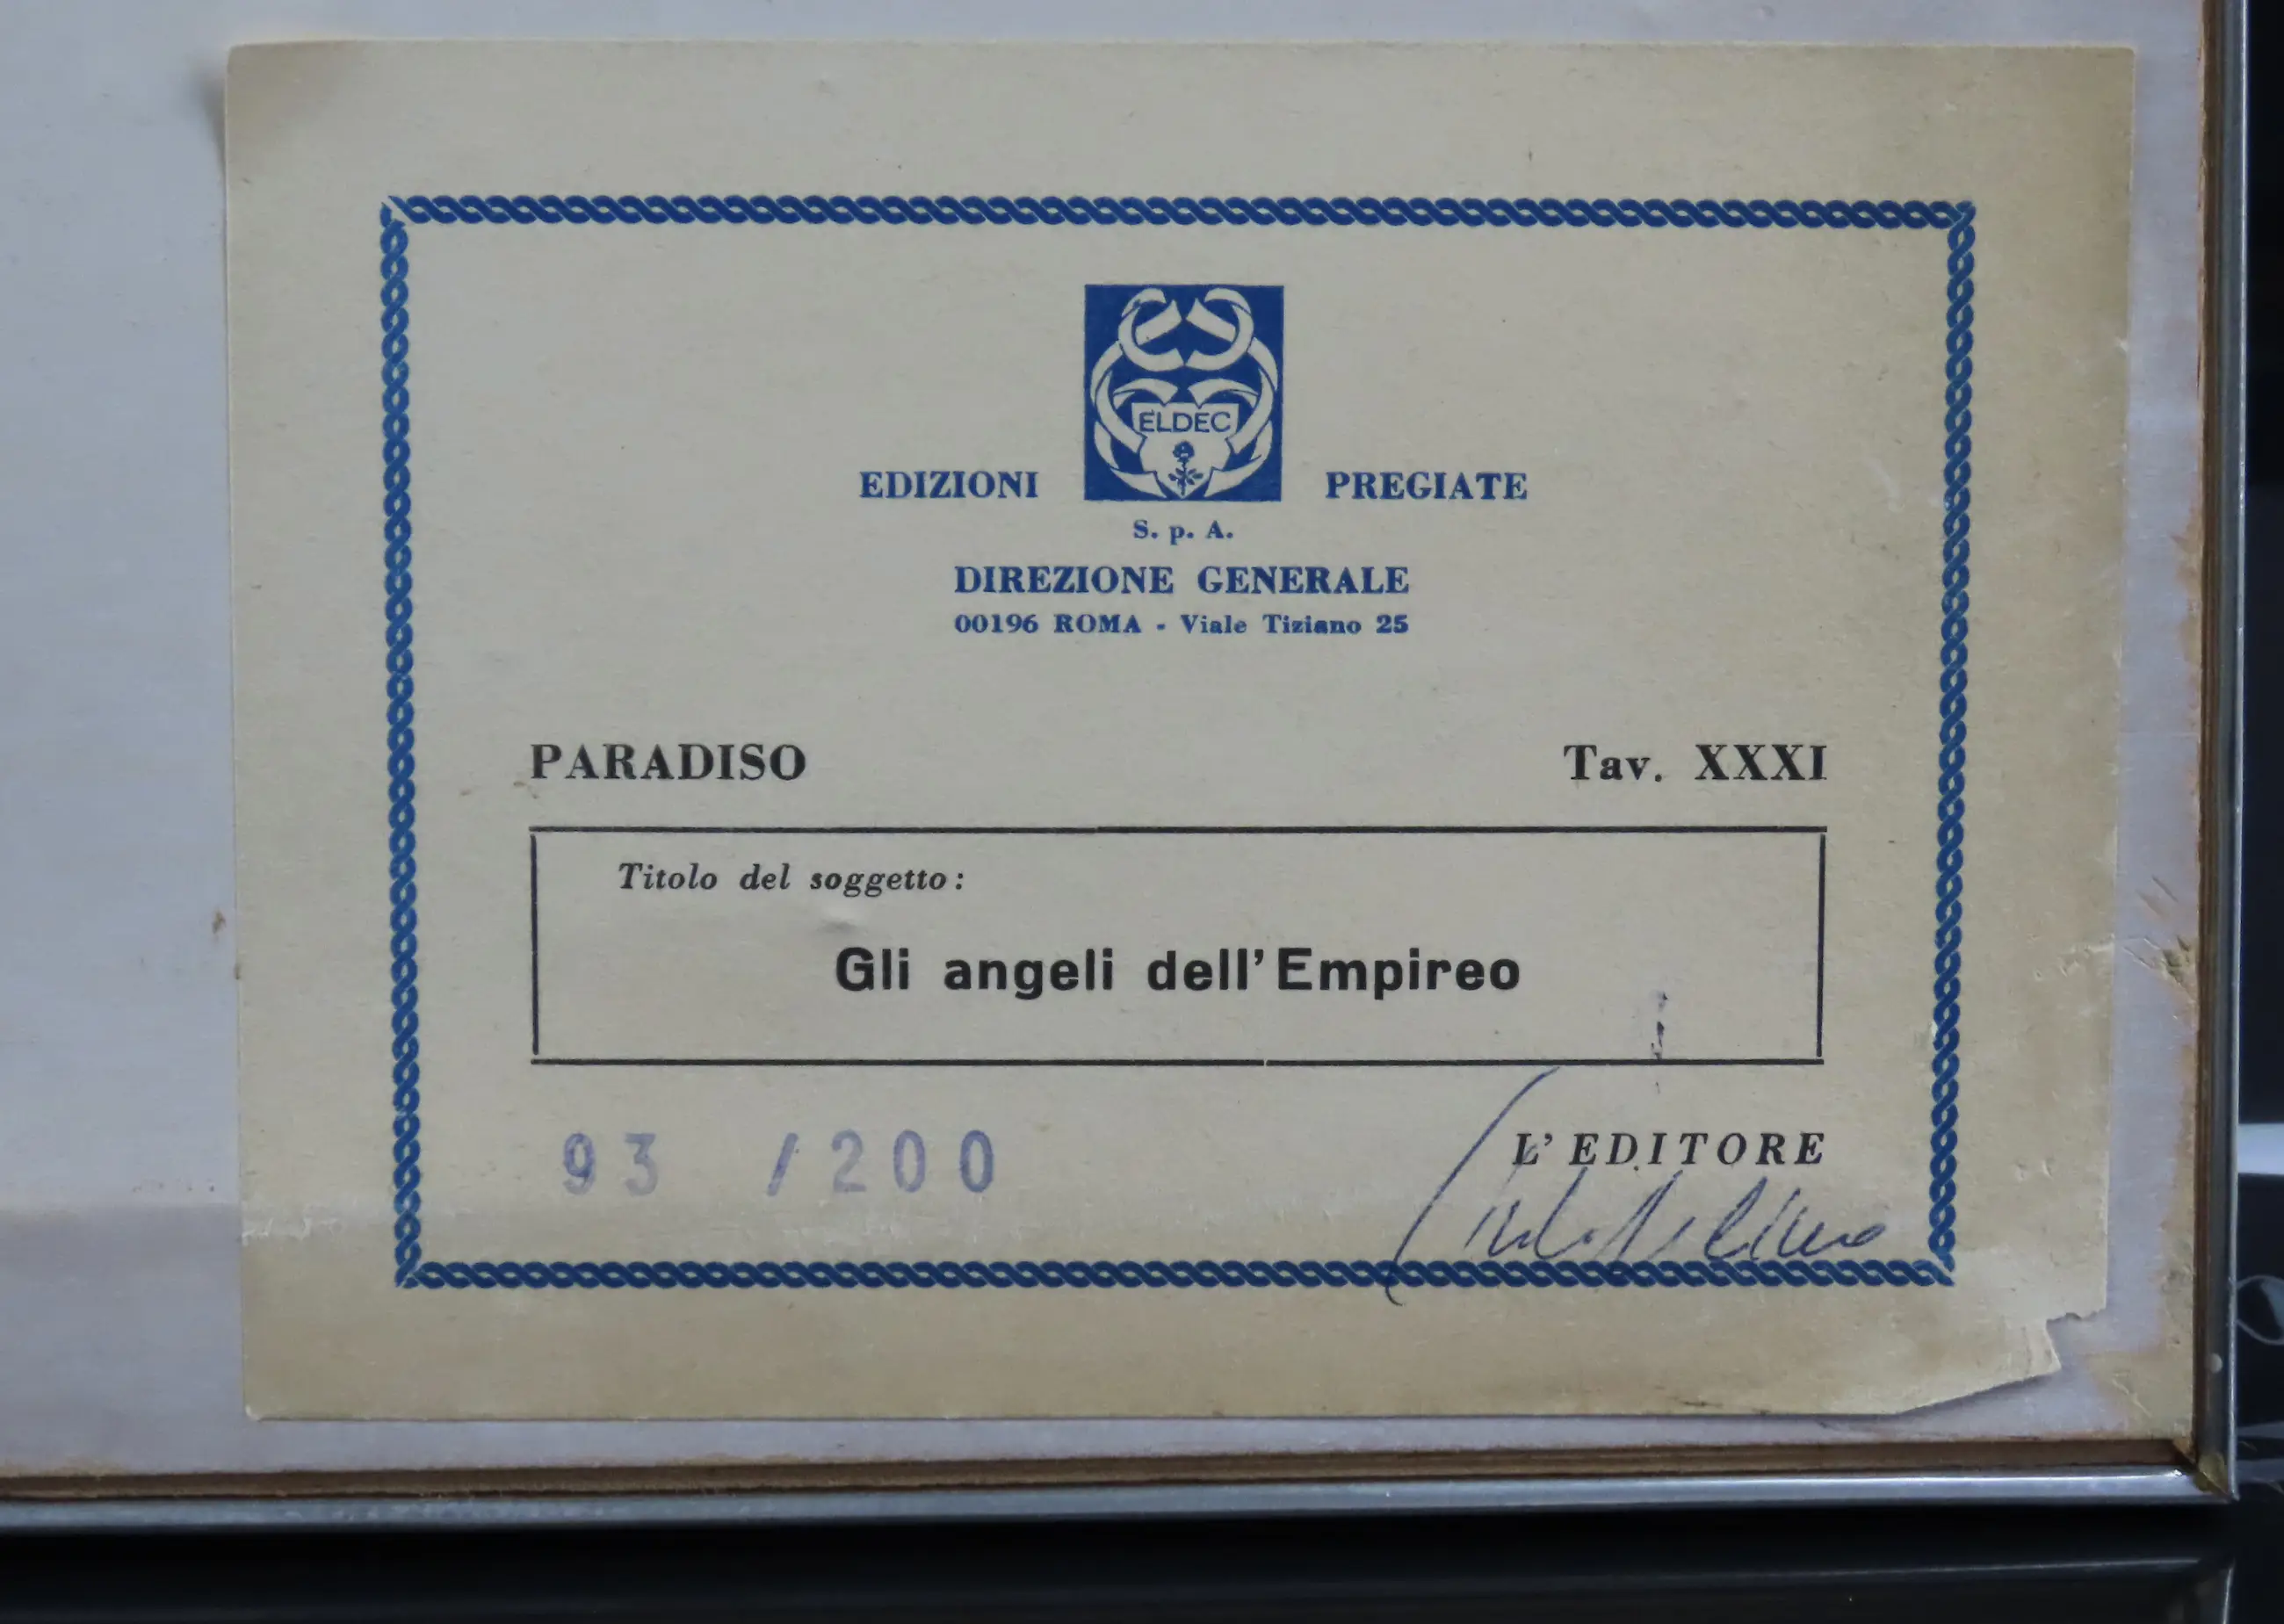 ELDEC
EDIZIONI PREGIATE
S. p. A.
DIREZIONE GENERALE
00196 ROMA - Viale Tiziano 25
PARADISO Tav. XXXI
Titolo del soggetto:
Gli angeli dell'Empireo
93 /200 L'EDITORE